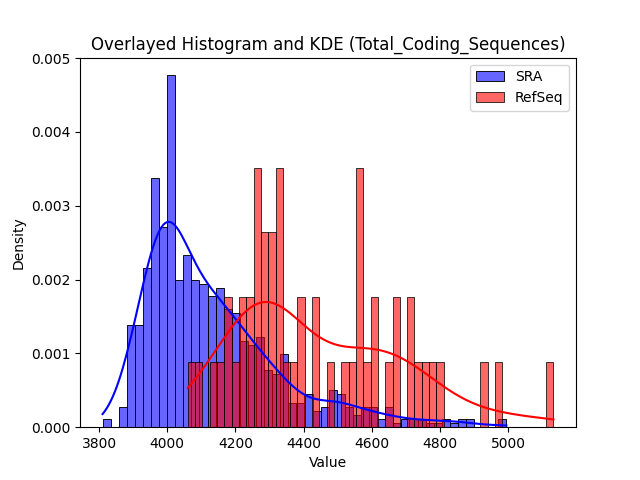 Overlayed Histogram and KDE (Total_Coding_Sequences)
SRA
RefSeq
0.005
0.004
0.003
0.002
0.001
0.000
Density
3800 4000 4200 4400 4600 4800 5000
Value